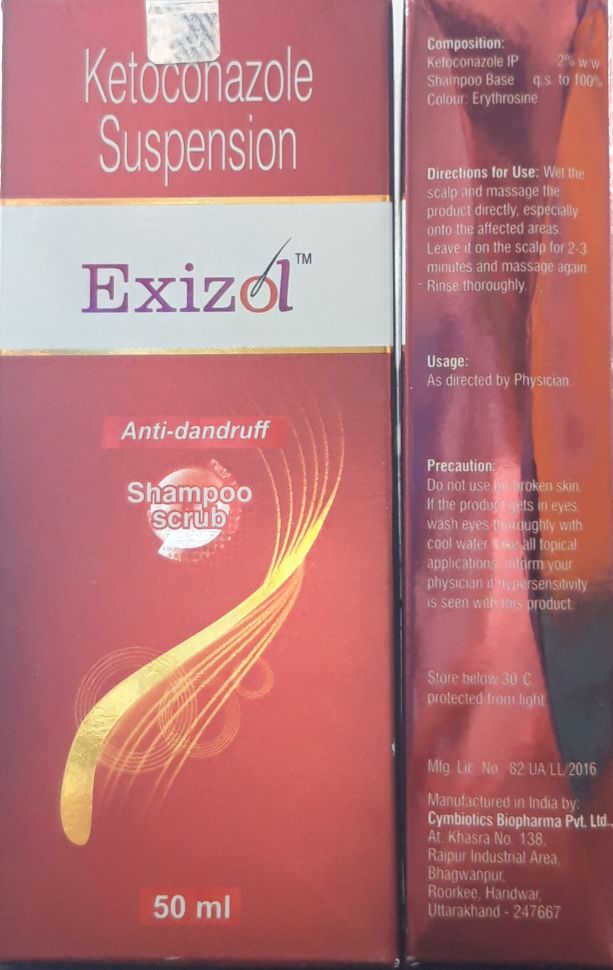 Ketoconazole
Suspension
Exizol™
Anti-dandruff
Shampoo
scrub
50 ml
Composition:
Ketoconazole IP 2% w/w
Shampoo Base q.s. to 100%
Colour: Erythrosine
Directions for Use: Wet the
scalp and massage the
product directly, especially
onto the affected areas.
Leave it on the scalp for 2-3
minutes and massage again.
Rinse thoroughly.
Usage:
As directed by Physician.
Precaution:
Do not use on broken skin.
If the product gets in eyes
wash eyes thoroughly with
cool water. Like all topical
applications, inform your
physician if hypersensitivity
is seen with this product.
Store below 30°C
protected from light
Mfg. Lic. No. 82/UA/LL/2016
Manufactured in India by:
Cymbiotics Biopharma Pvt. Ltd.,
At. Khasra No. 138,
Raipur Industrial Area,
Bhagwanpur,
Roorkee, Haridwar,
Uttarakhand - 247667